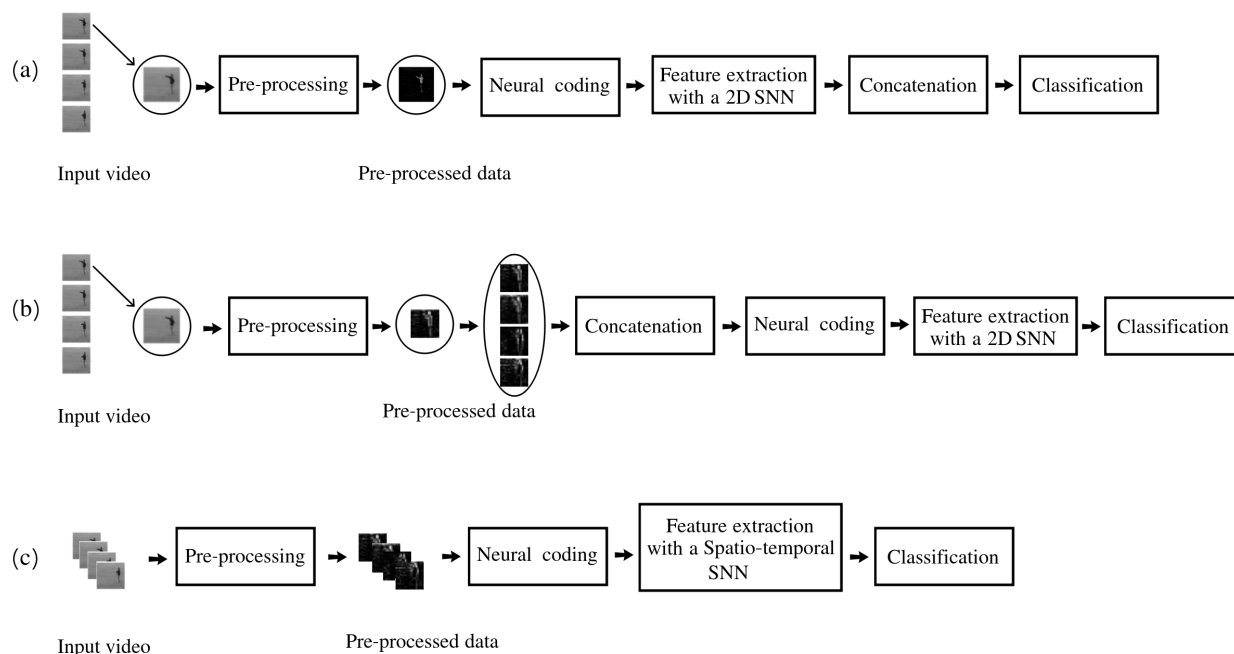 (a)
Pre-processing
Neural coding
Feature extraction
with a 2D SNN
Concatenation
Classification
Input video
Pre-processed data
(b)
Pre-processing
Concatenation
Neural coding
Feature extraction
with a 2D SNN
Classification
Input video
Pre-processed data
(c)
Pre-processing
Neural coding
Feature extraction
with a Spatio-temporal
SNN
Classification
Input video
Pre-processed data